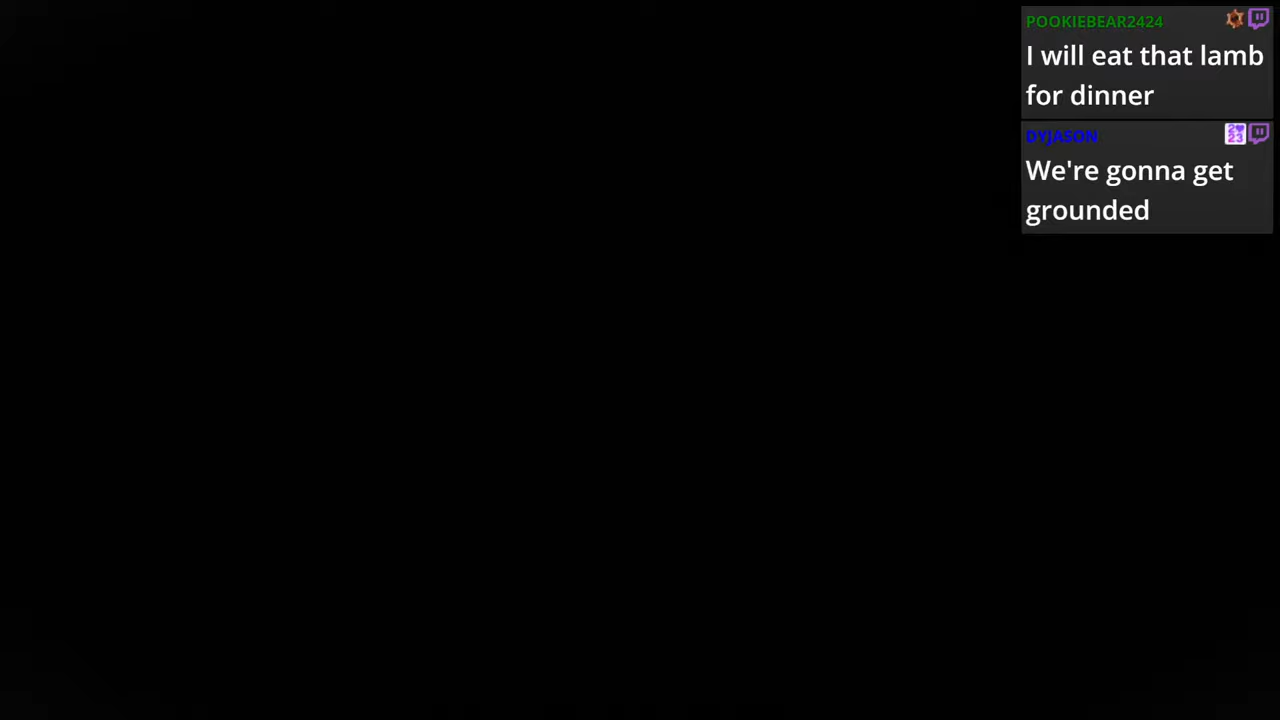 POOKIEBEAR2424
I will eat that lamb
for dinner
DYJASON
We're gonna get
grounded